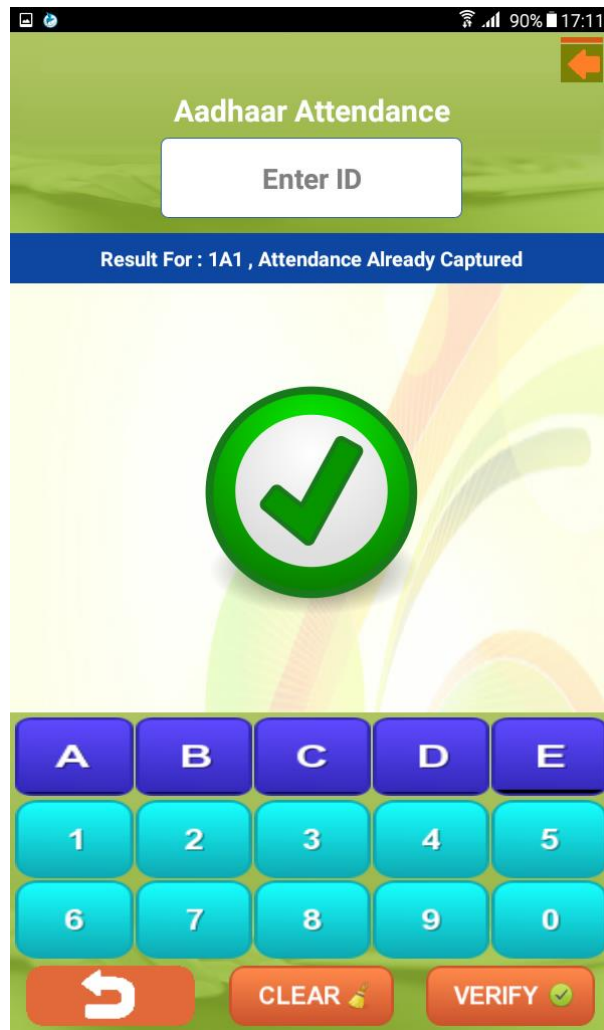 90% 17:11
Aadhaar Attendance
Enter ID
Result For : 1A1 , Attendance Already Captured
A B C D E
1 2 3 4 5
6 7 8 9 0
CLEAR VERIFY